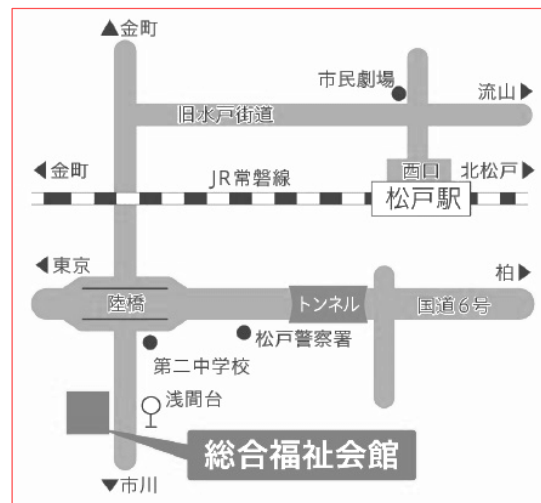 ▲金町
市民劇場
流山▶
旧水戸街道
◀金町
JR常磐線
西口
北松戸▶
松戸駅
◀東京
柏▶
陸橋
トンネル
国道6号
松戸警察署
第二中学校
浅間台
総合福祉会館
▼市川